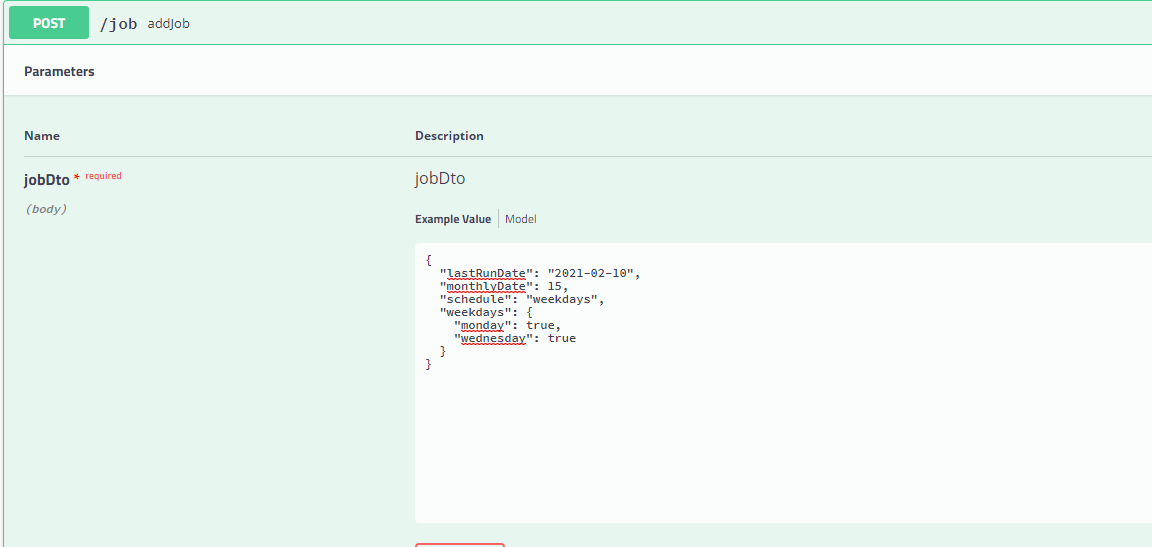 POST /job addJob
Parameters
Name Description
jobDto * required jobDto
(body)
Example Value Model
{
"lastRunDate": "2021-02-10",
"monthlyDate": 15,
"schedule": "weekdays",
"weekdays": {
"monday": true,
"wednesday": true
}
}